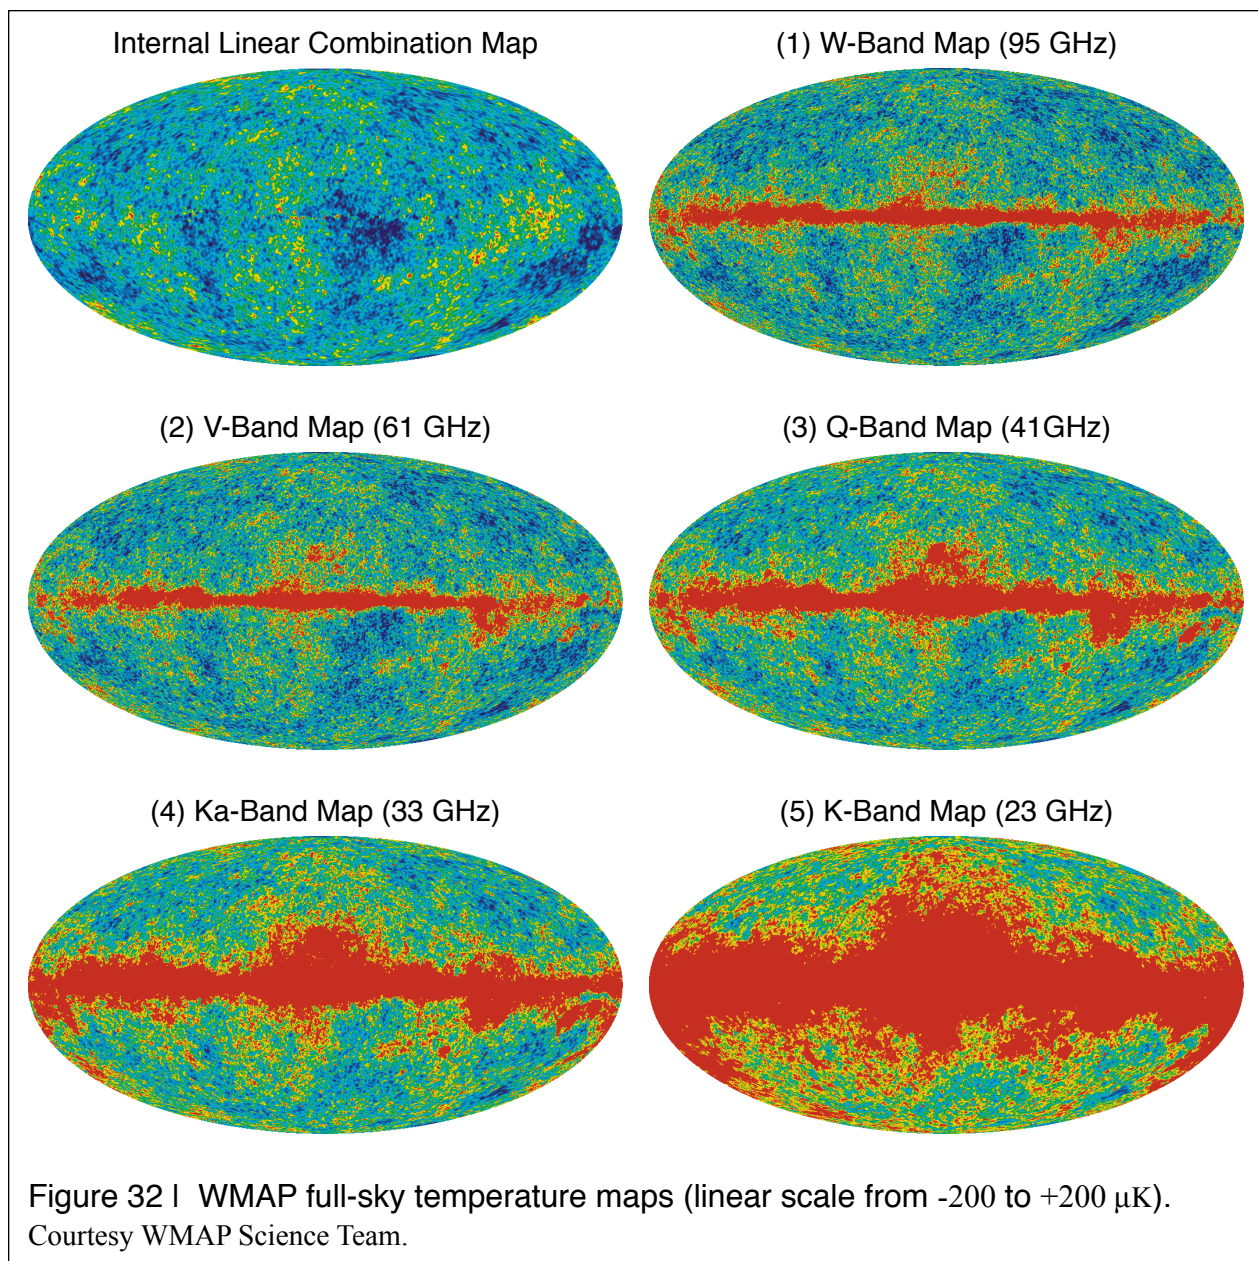 Internal Linear Combination Map
(1) W-Band Map (95 GHz)
(2) V-Band Map (61 GHz)
(3) Q-Band Map (41GHz)
(4) Ka-Band Map (33 GHz)
(5) K-Band Map (23 GHz)
Figure 32 | WMAP full-sky temperature maps (linear scale from -200 to +200 µK).
Courtesy WMAP Science Team.